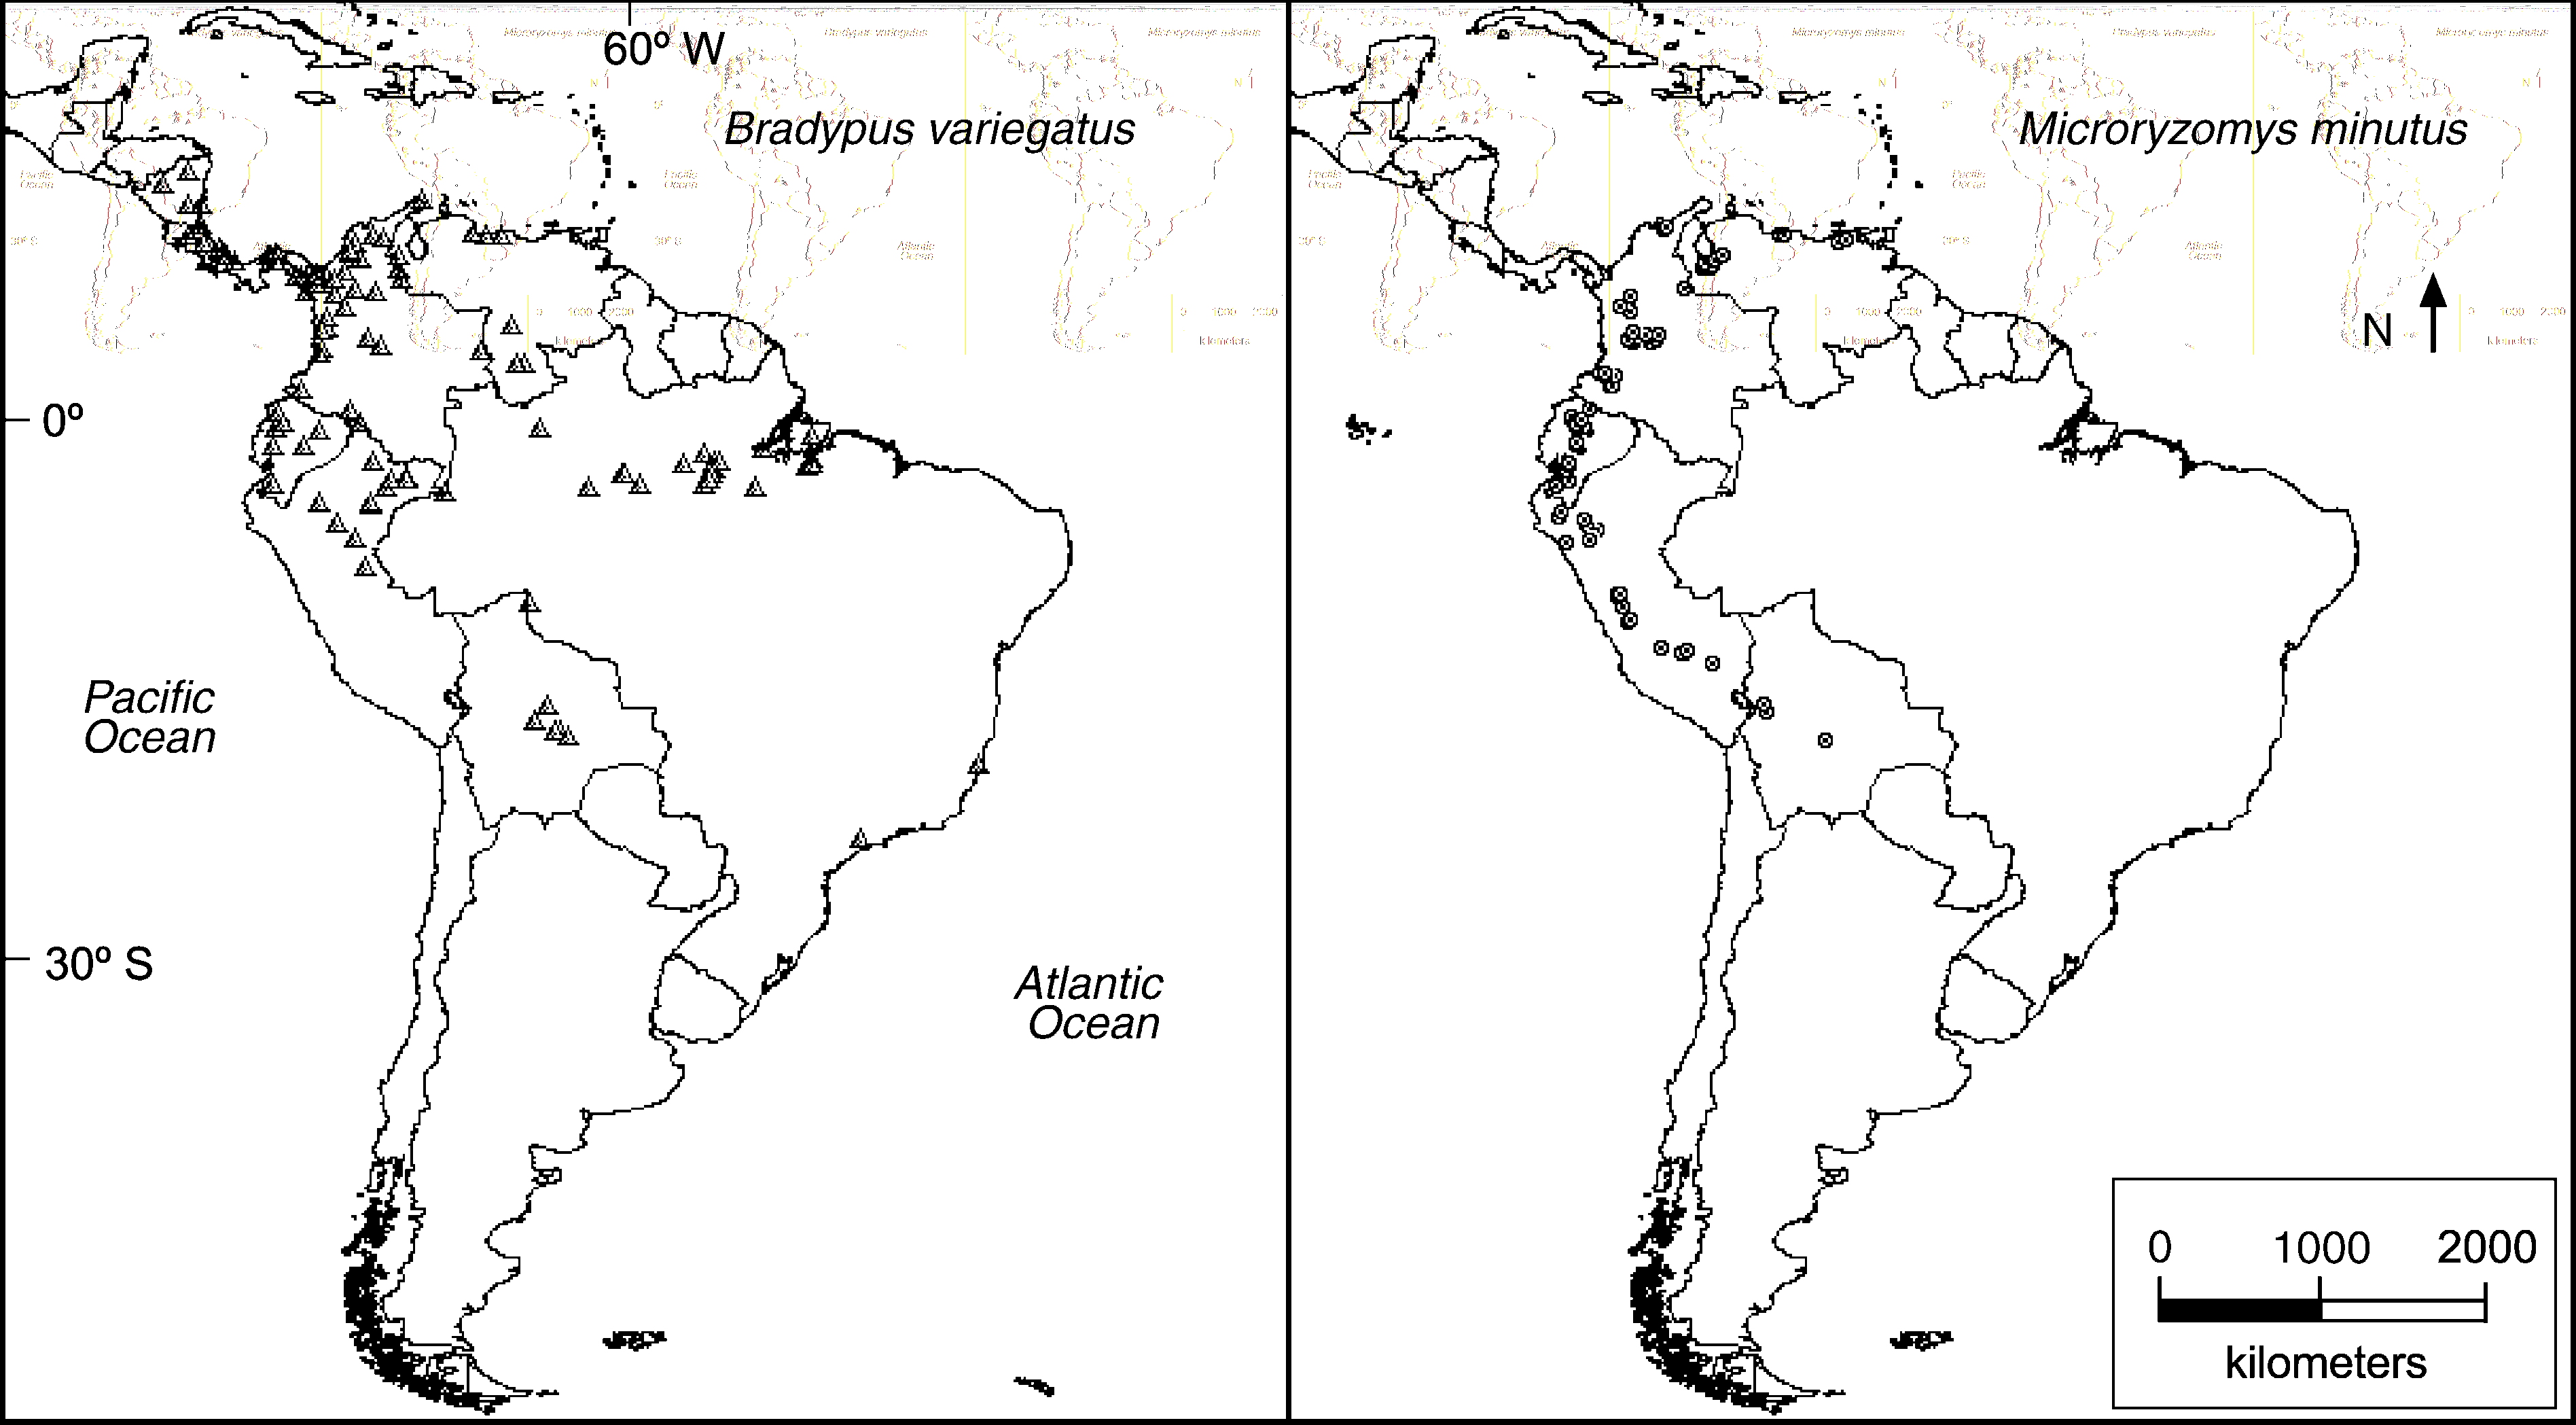 60º W
Bradypus variegatus
Microryzomys minutus
N
0º
Pacific
Ocean
30º S
Atlantic
Ocean
0 1000 2000
kilometers